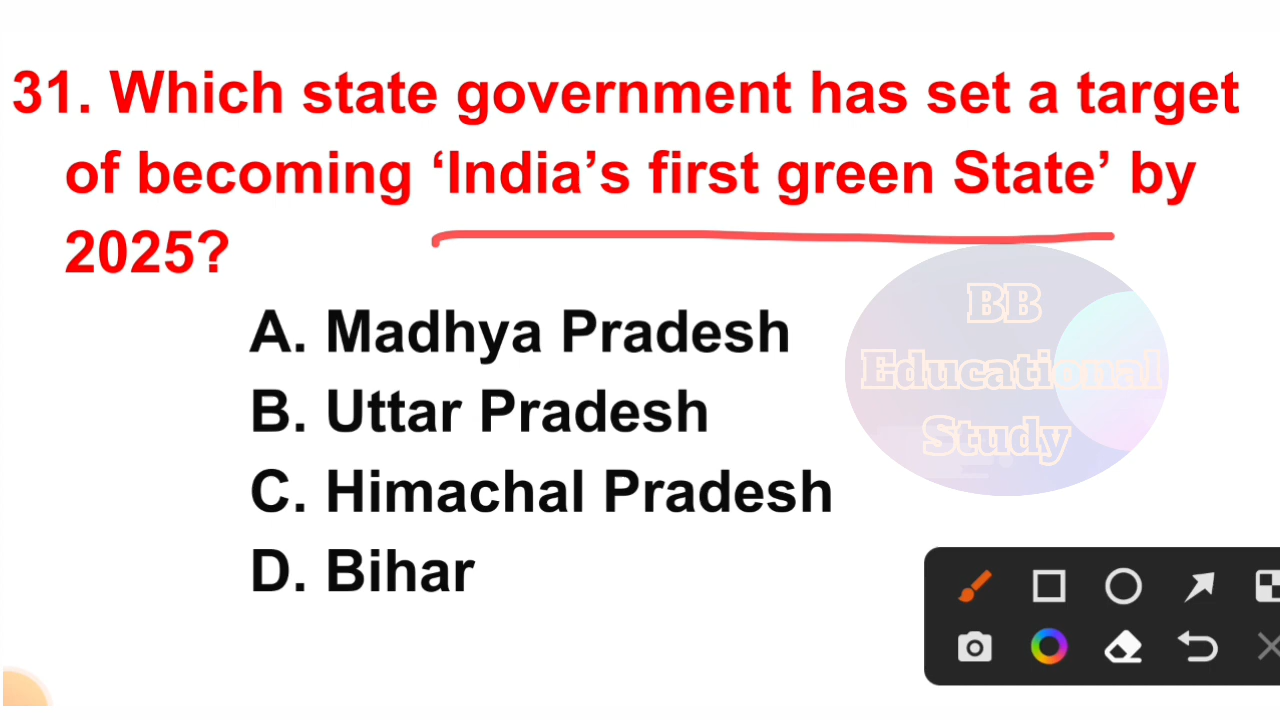 31. Which state government has set a target
of becoming ‘India’s first green State’ by
2025?
A. Madhya Pradesh
B. Uttar Pradesh
C. Himachal Pradesh
D. Bihar
BB
Educational
Study